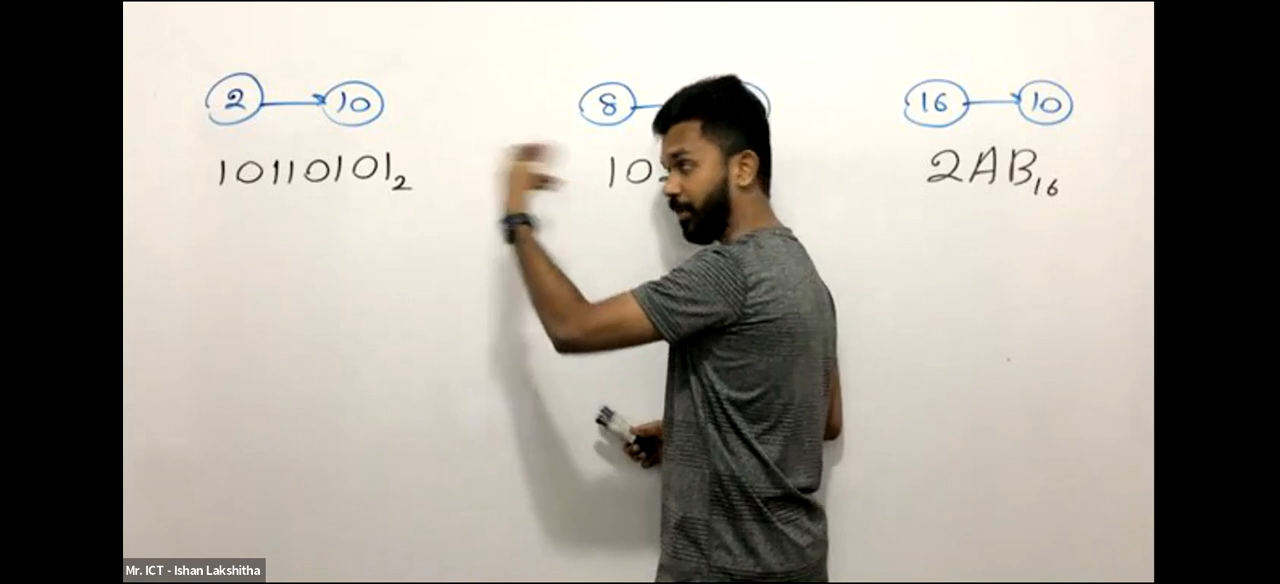 2 → 10
8
16 → 10
10110101₂
10
2AB₁₆
Mr. ICT - Ishan Lakshitha